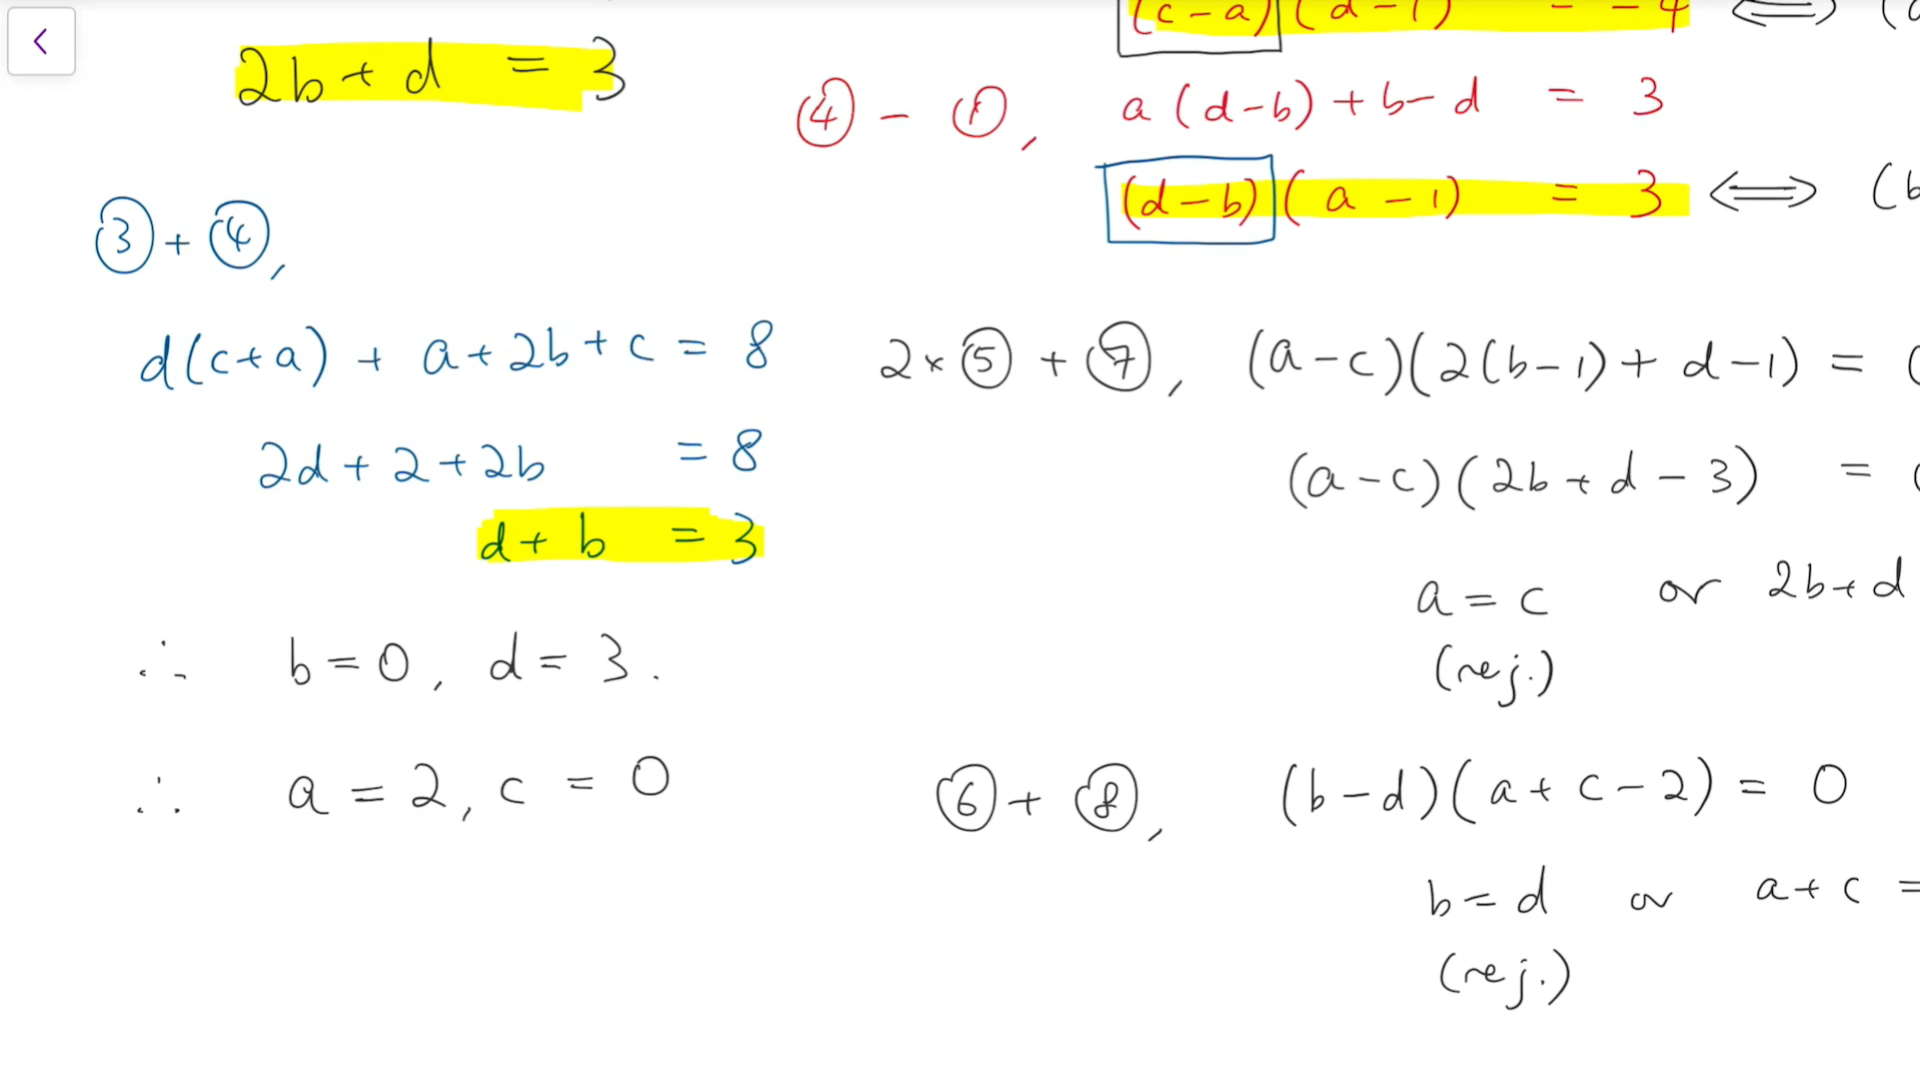 (c-a)(d-1) = -4 ⟺ (
2b+d = 3
④ - ①, a(d-b)+b-d = 3
(d-b)(a-1) = 3 ⟺ (b
③+④,
d(c+a) + a+2b+c = 8
2d+2+2b = 8
d+b = 3
∴ b=0, d=3.
∴ a=2, c=0
2×⑤ + ⑦, (a-c)(2(b-1)+d-1) =
(a-c)(2b+d-3) =
a=c or 2b+d
(rej.)
⑥+⑧, (b-d)(a+c-2) = 0
b=d or a+c =
(rej.)